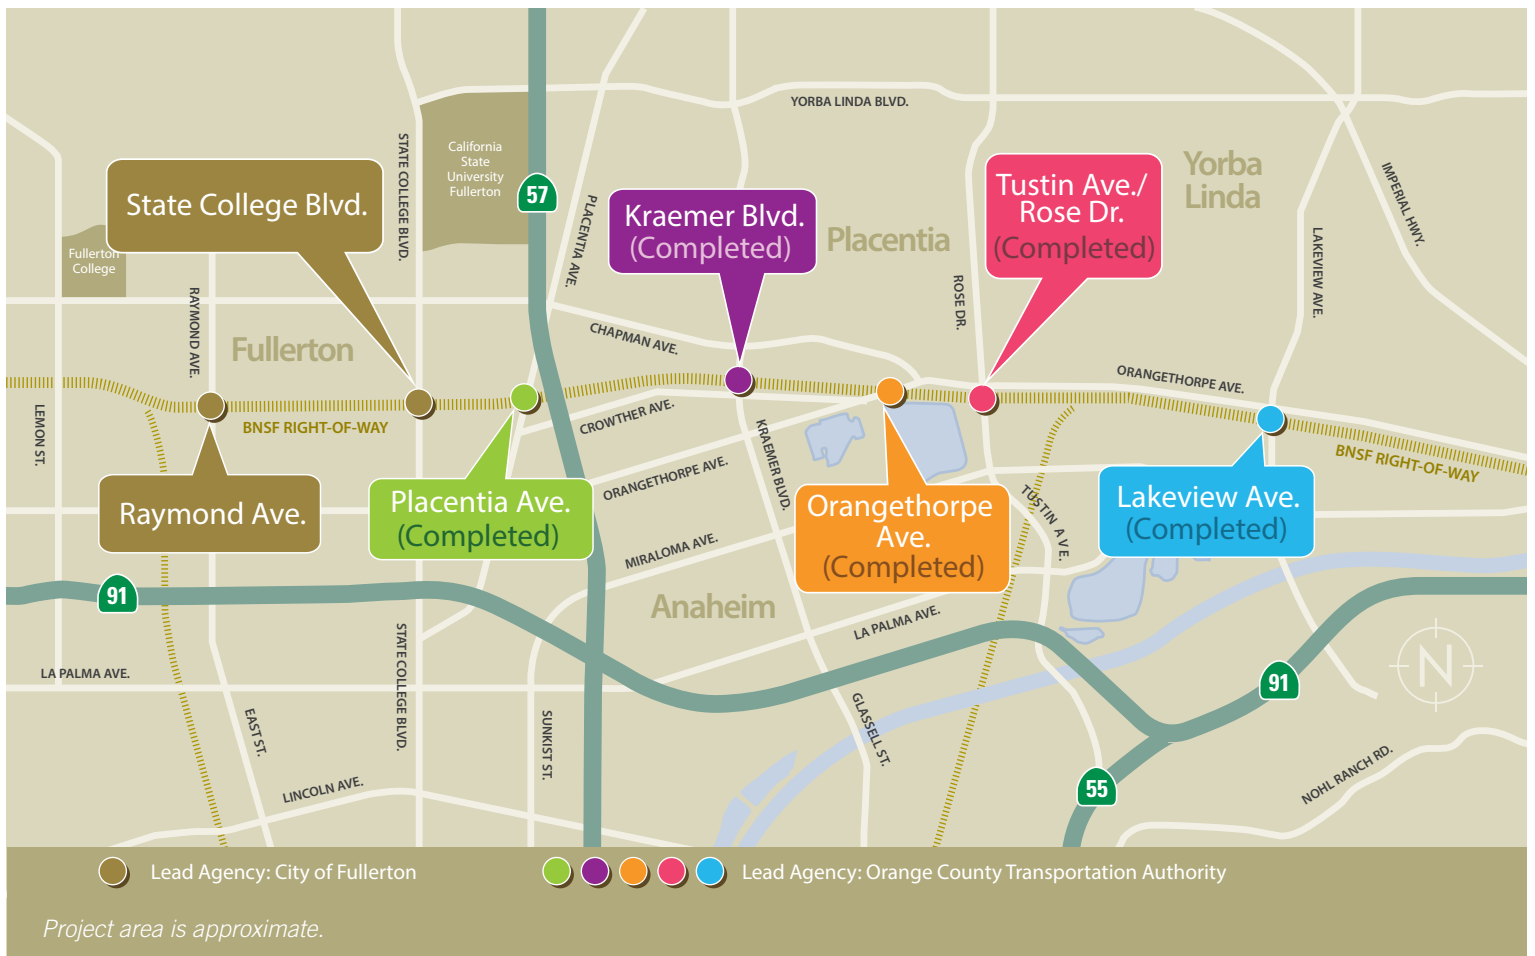 YORBA LINDA BLVD.
California
State
University
Fullerton
STATE COLLEGE BLVD.
57
PLACENTIA AVE.
State College Blvd.
Kraemer Blvd.
(Completed)
Placentia
Tustin Ave./
Rose Dr.
(Completed)
Yorba
Linda
IMPERIAL HWY.
LAKEVIEW AVE.
Fullerton
College
RAYMOND AVE.
Fullerton
CHAPMAN AVE.
ROSE DR.
ORANGETHORPE AVE.
LEMON ST.
BNSF RIGHT-OF-WAY
CROWTHER AVE.
KRAEMER BLVD.
BNSF RIGHT-OF-WAY
ORANGETHORPE AVE.
Raymond Ave.
Placentia Ave.
(Completed)
Orangethorpe
Ave.
(Completed)
TUSTIN AVE.
Lakeview Ave.
(Completed)
MIRALOMA AVE.
91
Anaheim
LA PALMA AVE.
STATE COLLEGE BLVD.
LA PALMA AVE.
N
91
EAST ST.
SUNKIST ST.
GLASSELL ST.
55
NOHL RANCH RD.
LINCOLN AVE.
Lead Agency: City of Fullerton
Lead Agency: Orange County Transportation Authority
Project area is approximate.